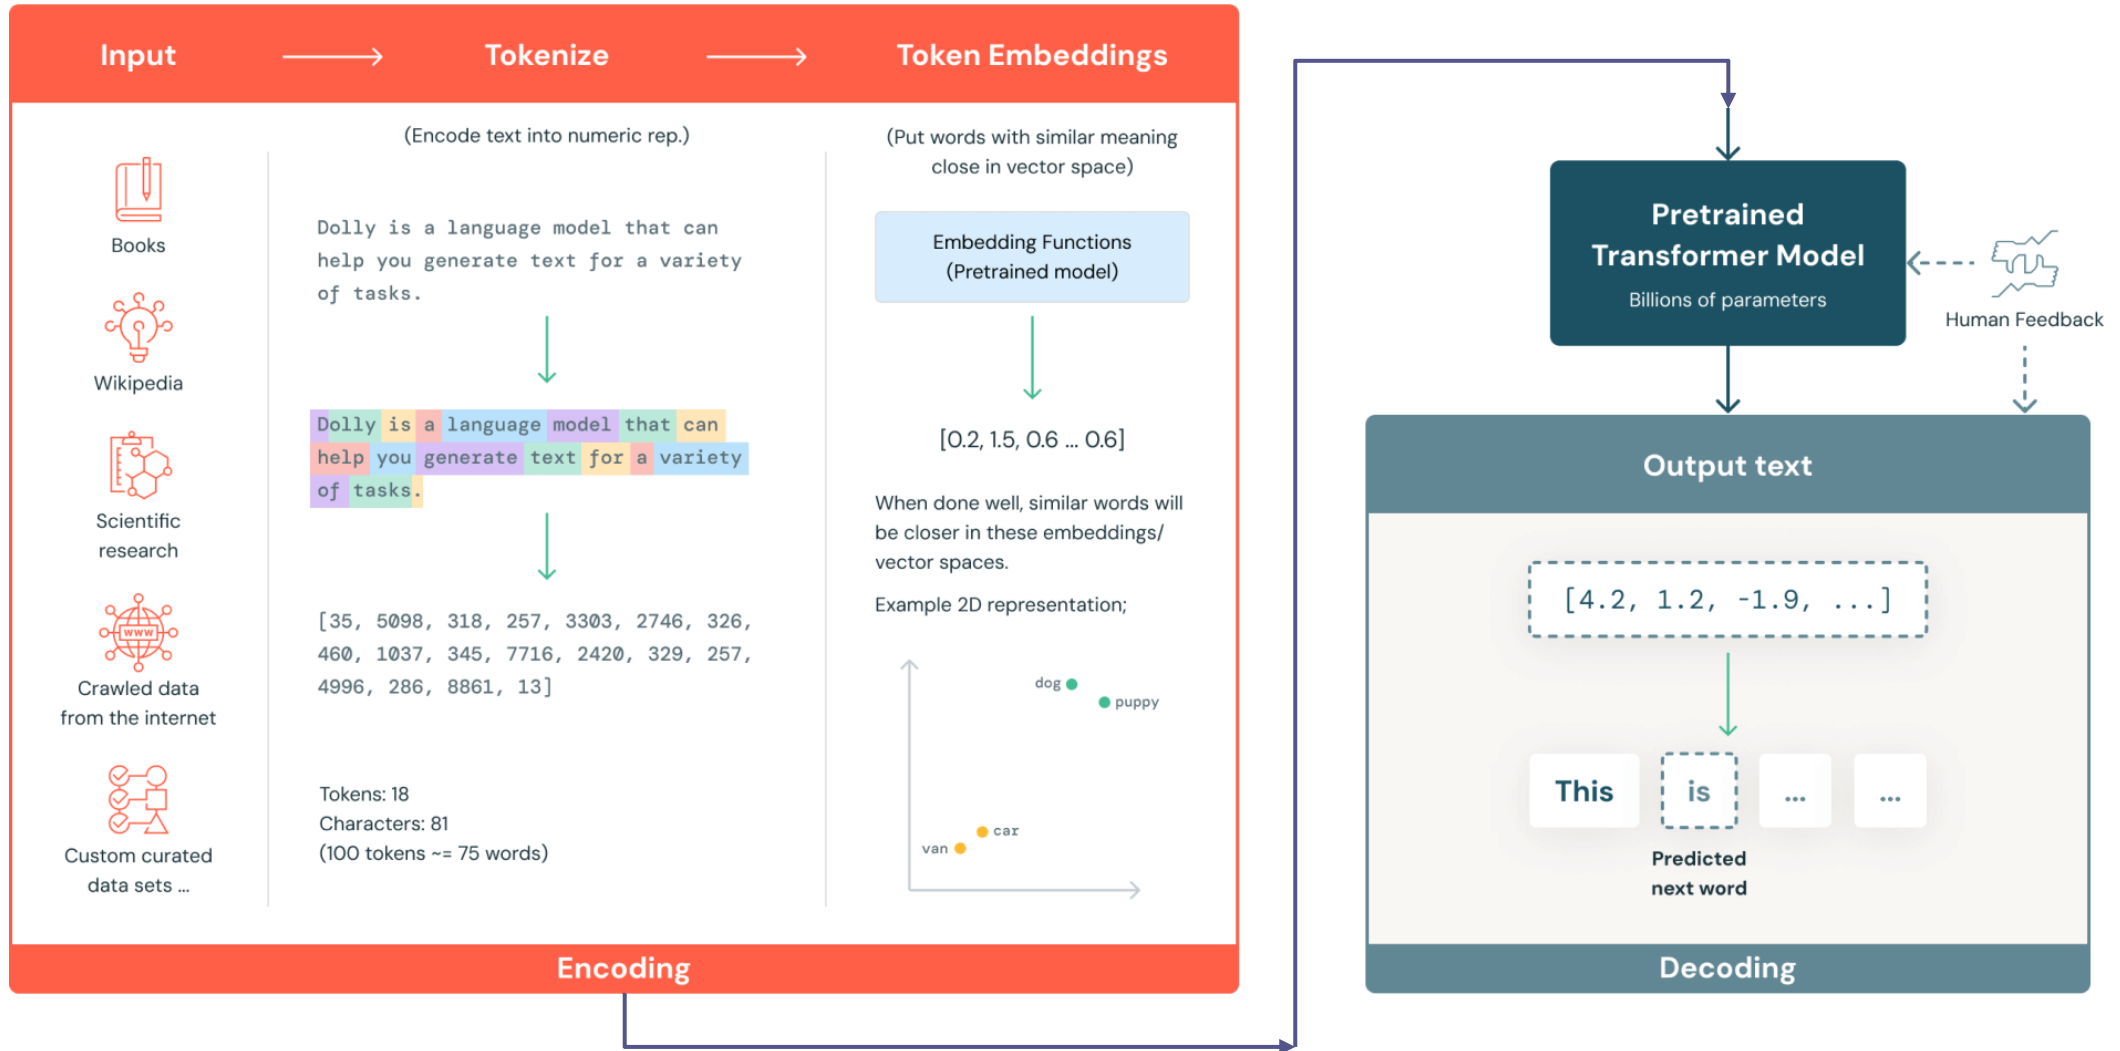 Input
Tokenize
Token Embeddings
Books
Wikipedia
Scientific
research
WWW
Crawled data
from the internet
Custom curated
data sets ...
(Encode text into numeric rep.)
Dolly is a language model that can
help you generate text for a variety
of tasks.
Dolly is a language model that can
help you generate text for a variety
of tasks.
[35, 5098, 318, 257, 3303, 2746, 326,
460, 1037, 345, 7716, 2420, 329, 257,
4996, 286, 8861, 13]
Tokens: 18
Characters: 81
(100 tokens ~= 75 words)
(Put words with similar meaning
close in vector space)
Embedding Functions
(Pretrained model)
[0.2, 1.5, 0.6 ... 0.6]
When done well, similar words will
be closer in these embeddings/
vector spaces.
Example 2D representation;
dog
puppy
car
van
Encoding
Pretrained
Transformer Model
Billions of parameters
Human Feedback
Output text
[4.2, 1.2, -1.9, ...]
This is ... ...
Predicted
next word
Decoding